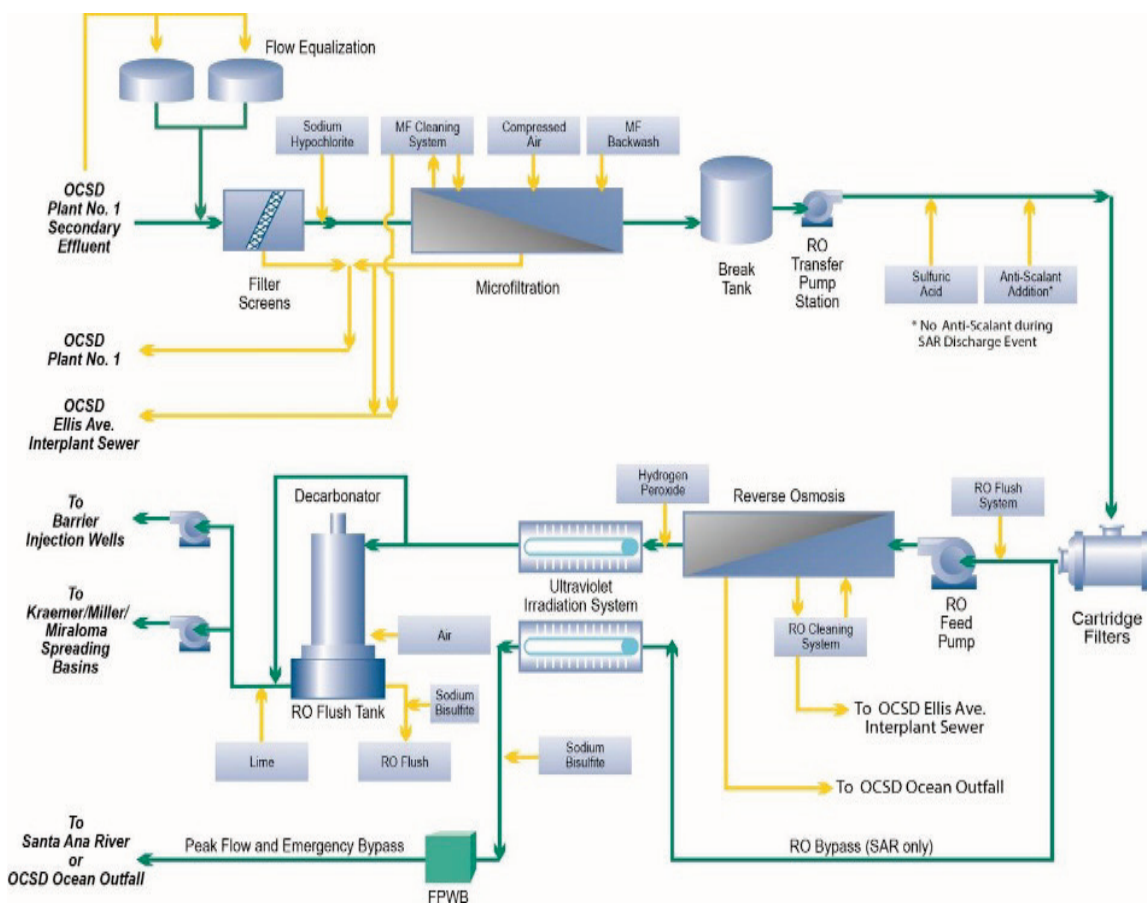 Flow Equalization
Sodium
Hypochlorite
MF Cleaning
System
Compressed
Air
MF
Backwash
OCSD
Plant No. 1
Secondary
Effluent
Filter
Screens
Microfiltration
Break
Tank
RO
Transfer
Pump
Station
Sulfuric
Acid
Anti-Scalant
Addition*
* No Anti-Scalant during
SAR Discharge Event
OCSD
Plant No. 1
OCSD
Ellis Ave.
Interplant Sewer
To
Barrier
Injection Wells
Decarbonator
Hydrogen
Peroxide
Reverse Osmosis
RO Flush
System
Ultraviolet
Irradiation System
RO
Feed
Pump
Cartridge
Filters
To
Kraemer/Miller/
Miraloma
Spreading
Basins
Air
RO Cleaning
System
RO Flush Tank
Sodium
Bisulfite
To OCSD Ellis Ave.
Interplant Sewer
Lime
RO Flush
Sodium
Bisulfite
To OCSD Ocean Outfall
To
Santa Ana River
or
OCSD Ocean Outfall
Peak Flow and Emergency Bypass
FPWB
RO Bypass (SAR only)